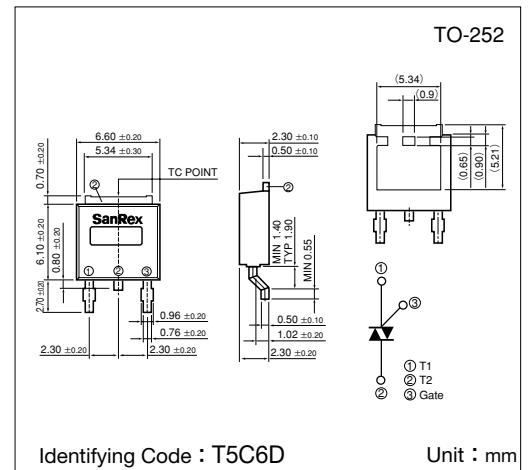 TO-252
6.60 ±0.20
5.34 ±0.30
0.70 ±0.20
TC POINT
②
SanRex
6.10 ±0.20
0.80 ±0.20
① ② ③
2.70 ±0.20
0.96 ±0.20
0.76 ±0.20
2.30 ±0.20
2.30 ±0.20
2.30 ±0.10
0.50 ±0.10
②
MIN 1.40
TYP 1.90
MIN 0.55
0.50 ±0.10
1.02 ±0.20
2.30 ±0.20
(5.34)
(0.9)
(0.65)
(0.90)
(5.21)
①
③
②
① T1
② T2
③ Gate
Identifying Code：T5C6D
Unit：mm